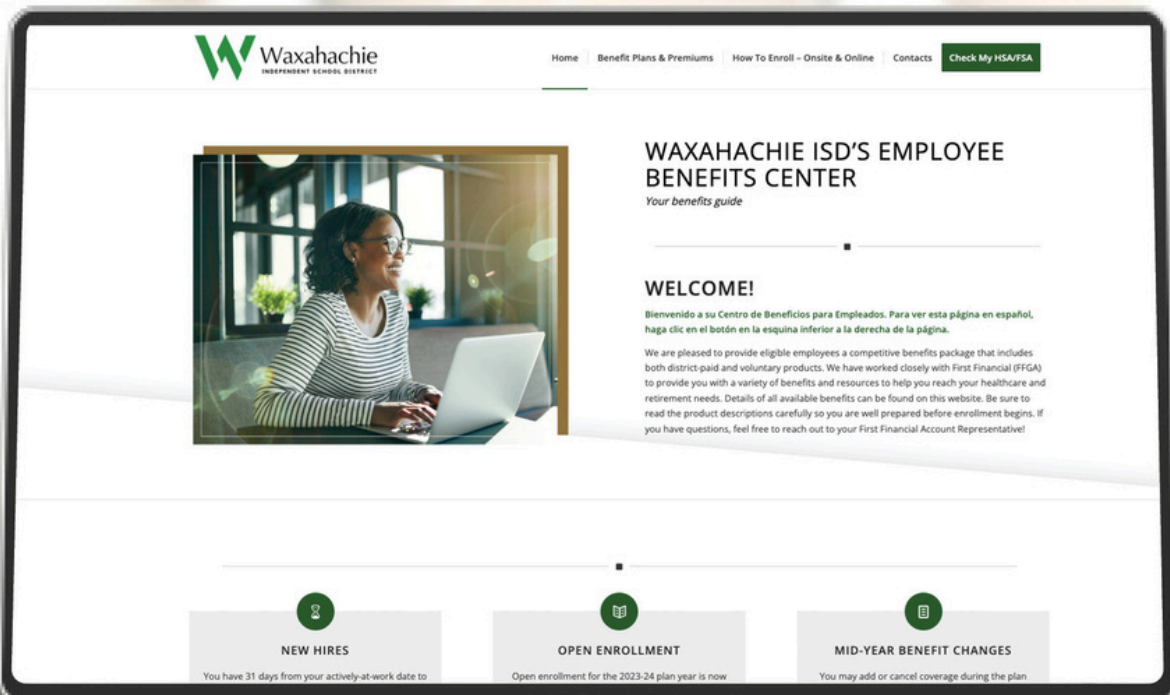 Waxahachie
INDEPENDENT SCHOOL DISTRICT
Home
Benefit Plans & Premiums
How To Enroll – Onsite & Online
Contacts
Check My HSA/FSA
WAXAHACHIE ISD'S EMPLOYEE
BENEFITS CENTER
Your benefits guide
WELCOME!
Bienvenido a su Centro de Beneficios para Empleados. Para ver esta página en español,
haga clic en el botón en la esquina inferior a la derecha de la página.
We are pleased to provide eligible employees a competitive benefits package that includes
both district-paid and voluntary products. We have worked closely with First Financial (FFGA)
to provide you with a variety of benefits and resources to help you reach your healthcare and
retirement needs. Details of all available benefits can be found on this website. Be sure to
read the product descriptions carefully so you are well prepared before enrollment begins. If
you have questions, feel free to reach out to your First Financial Account Representative!
NEW HIRES
You have 31 days from your actively-at-work date to
OPEN ENROLLMENT
Open enrollment for the 2023-24 plan year is now
MID-YEAR BENEFIT CHANGES
You may add or cancel coverage during the plan